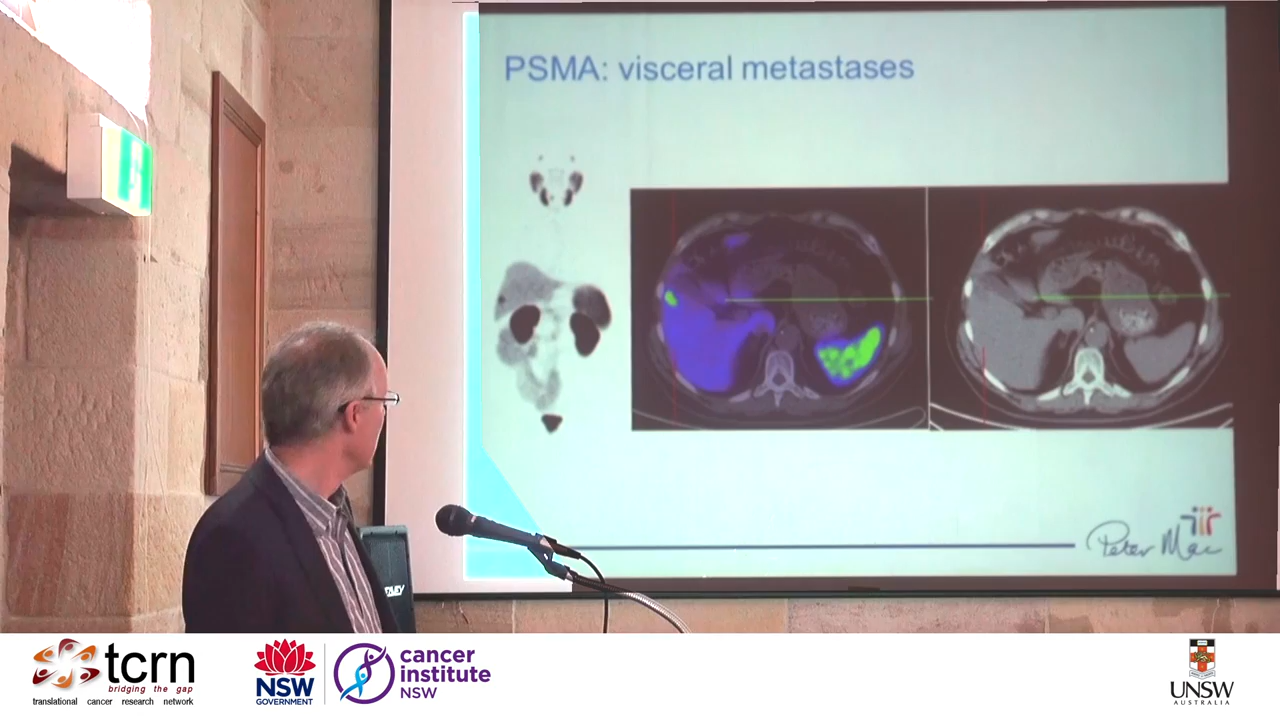 PSMA: visceral metastases
Peter Mac
tcrn
bridging the gap
translational cancer research network
NSW
GOVERNMENT
cancer
institute
NSW
UNSW
AUSTRALIA